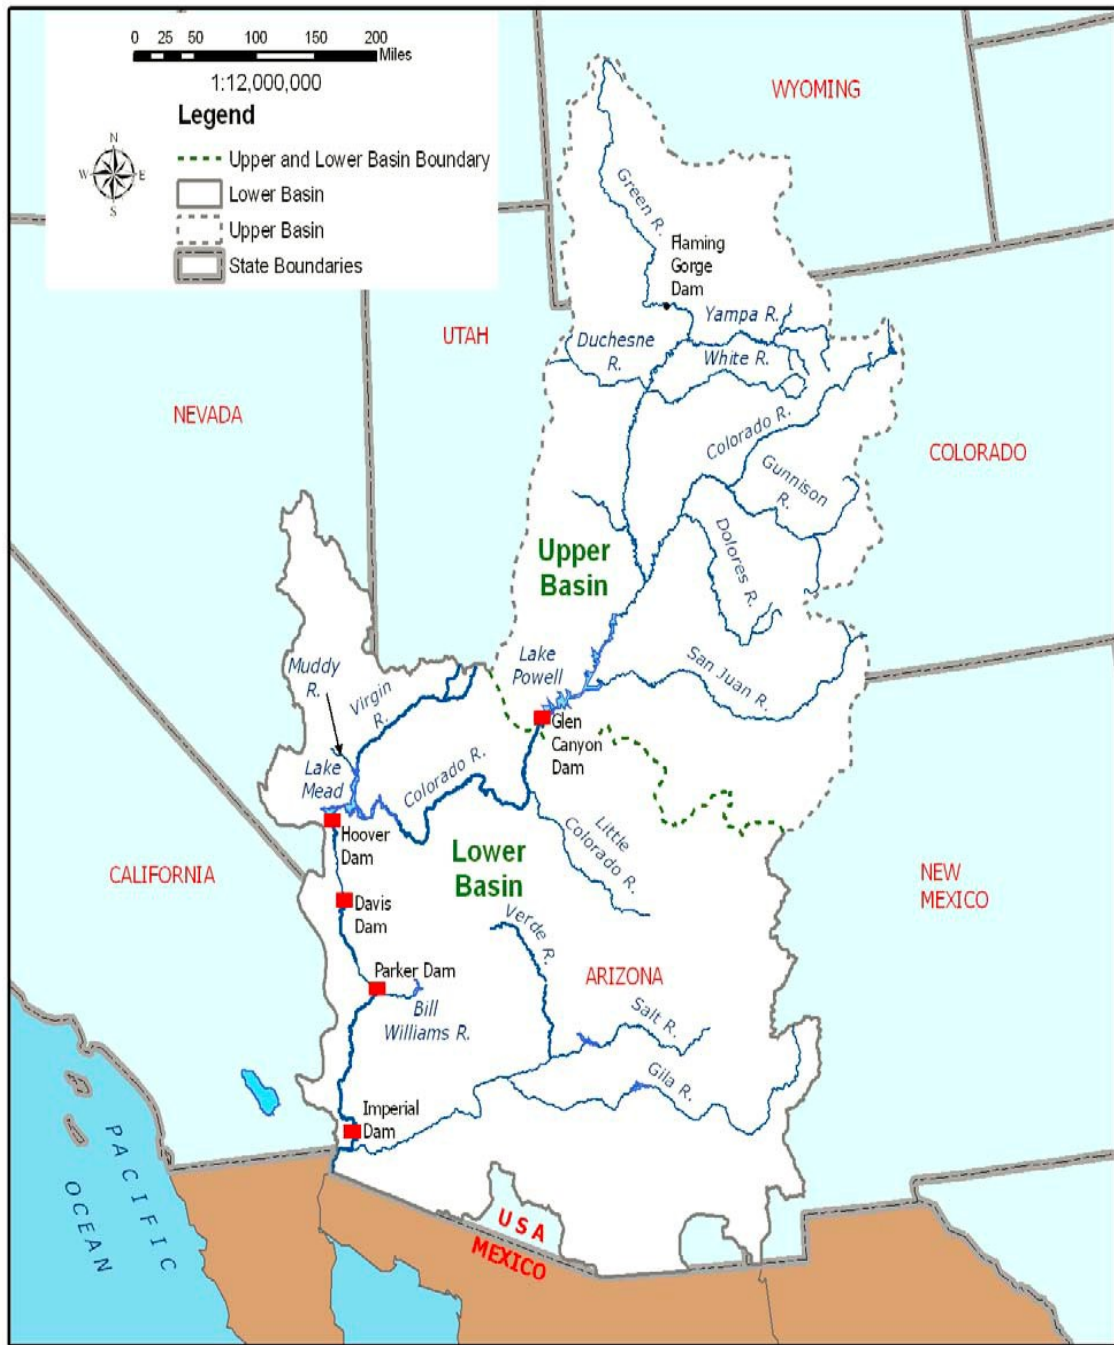 0 25 50 100 150 200
Miles
1:12,000,000
Legend
N
W E
S
Upper and Lower Basin Boundary
Lower Basin
Upper Basin
State Boundaries
WYOMING
Green R.
Flaming
Gorge
Dam
UTAH
Yampa R.
Duchesne
R.
White R.
NEVADA
Colorado R.
COLORADO
Gunnison
R.
Dolores R.
Upper
Basin
Muddy
R.
Virgin
R.
Lake
Powell
San Juan R.
Glen
Canyon
Dam
Lake
Mead
Colorado R.
Hoover
Dam
Little
Colorado R.
Lower
Basin
CALIFORNIA
NEW
MEXICO
Davis
Dam
Verde R.
Parker Dam
ARIZONA
Bill
Williams R.
Salt R.
Gila R.
Imperial
Dam
PACIFIC
OCEAN
USA
MEXICO